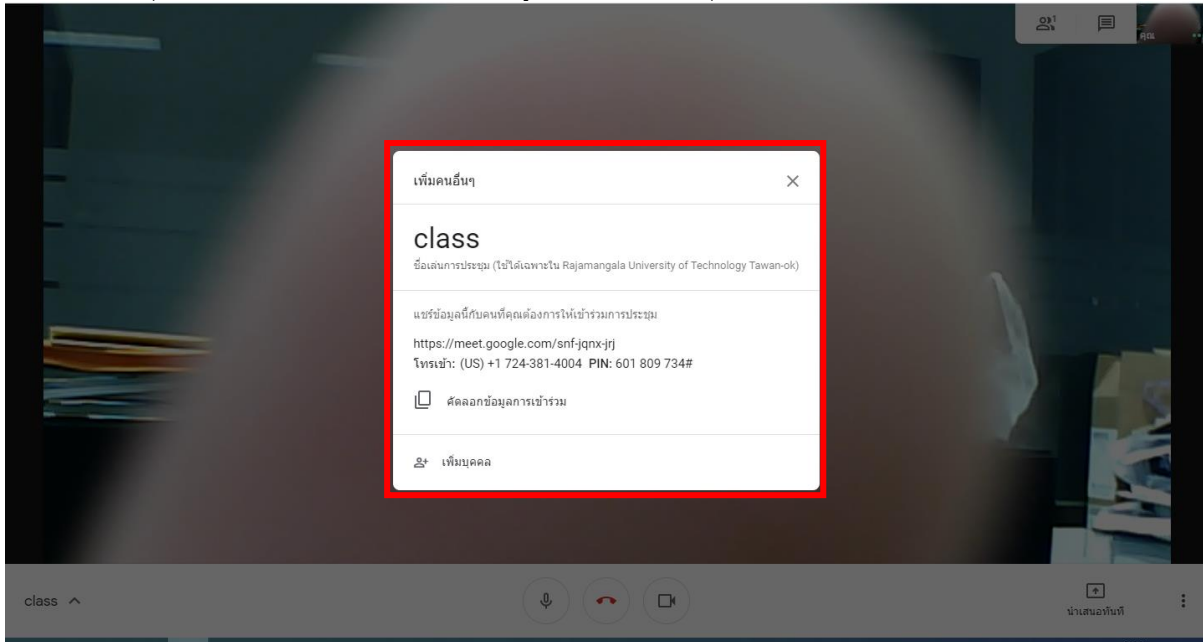 คุณ
เพิ่มคนอื่นๆ
class
ชื่อเล่นการประชุม (ใช้ได้เฉพาะใน Rajamangala University of Technology Tawan-ok)
แชร์ข้อมูลนี้กับคนที่คุณต้องการให้เข้าร่วมการประชุม
https://meet.google.com/snf-jqnx-jrj
โทรเข้า: (US) +1 724-381-4004 PIN: 601 809 734#
คัดลอกข้อมูลการเข้าร่วม
เพิ่มบุคคล
class
นำเสนอทันที